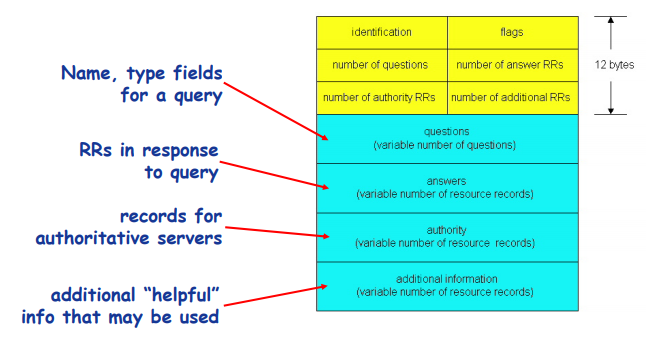 identification
flags
number of questions
number of answer RRs
12 bytes
number of authority RRs
number of additional RRs
Name, type fields
for a query
questions
(variable number of questions)
RRs in response
to query
answers
(variable number of resource records)
records for
authoritative servers
authority
(variable number of resource  records)
additional “helpful”
info that may be used
additional information
(variable number of resource records)